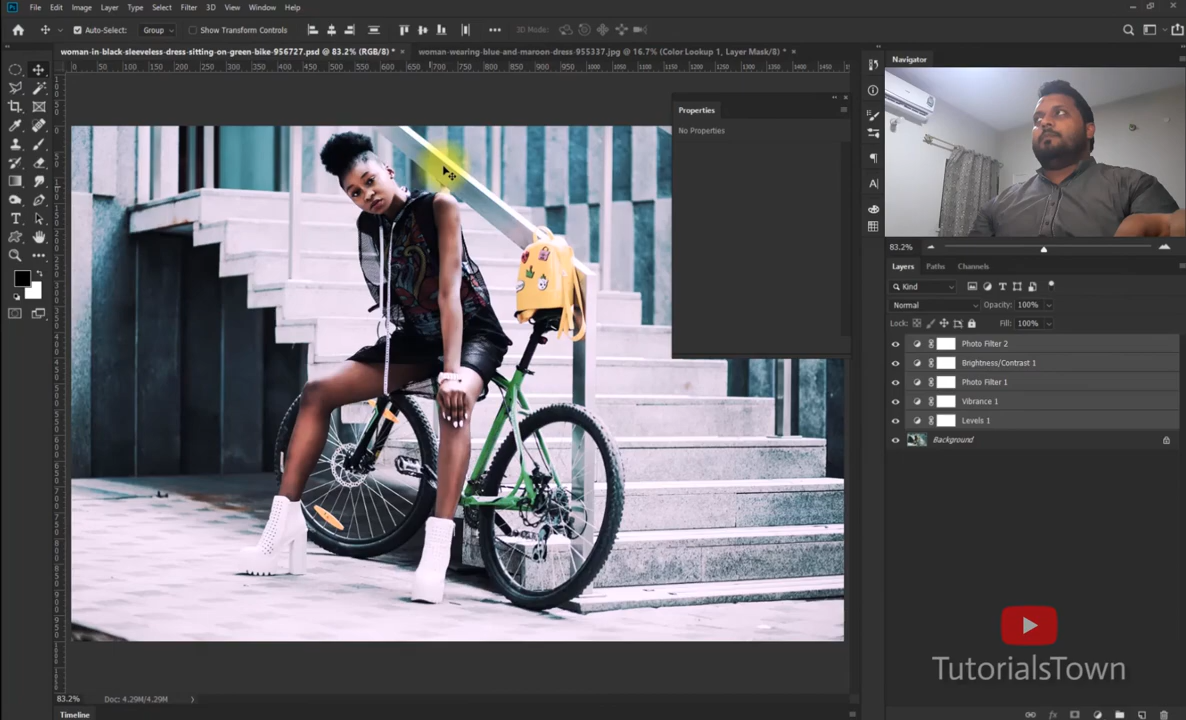 Ps File Edit Image Layer Type Select Filter 3D View Window Help
Auto-Select: Group Show Transform Controls 3D Mode:
woman-in-black-sleeveless-dress-sitting-on-green-bike-956727.psd @ 83.2% (RGB/8) * × woman-wearing-blue-and-maroon-dress-955337.jpg @ 16.7% (Color Lookup 1, Layer Mask/8) * ×
Navigator
Properties
No Properties
83.2%
Layers Paths Channels
Kind
Normal Opacity: 100%
Lock: Fill: 100%
Photo Filter 2
Brightness/Contrast 1
Photo Filter 1
Vibrance 1
Levels 1
Background
TutorialsTown
83.2% Doc: 4.29M/4.29M
Timeline